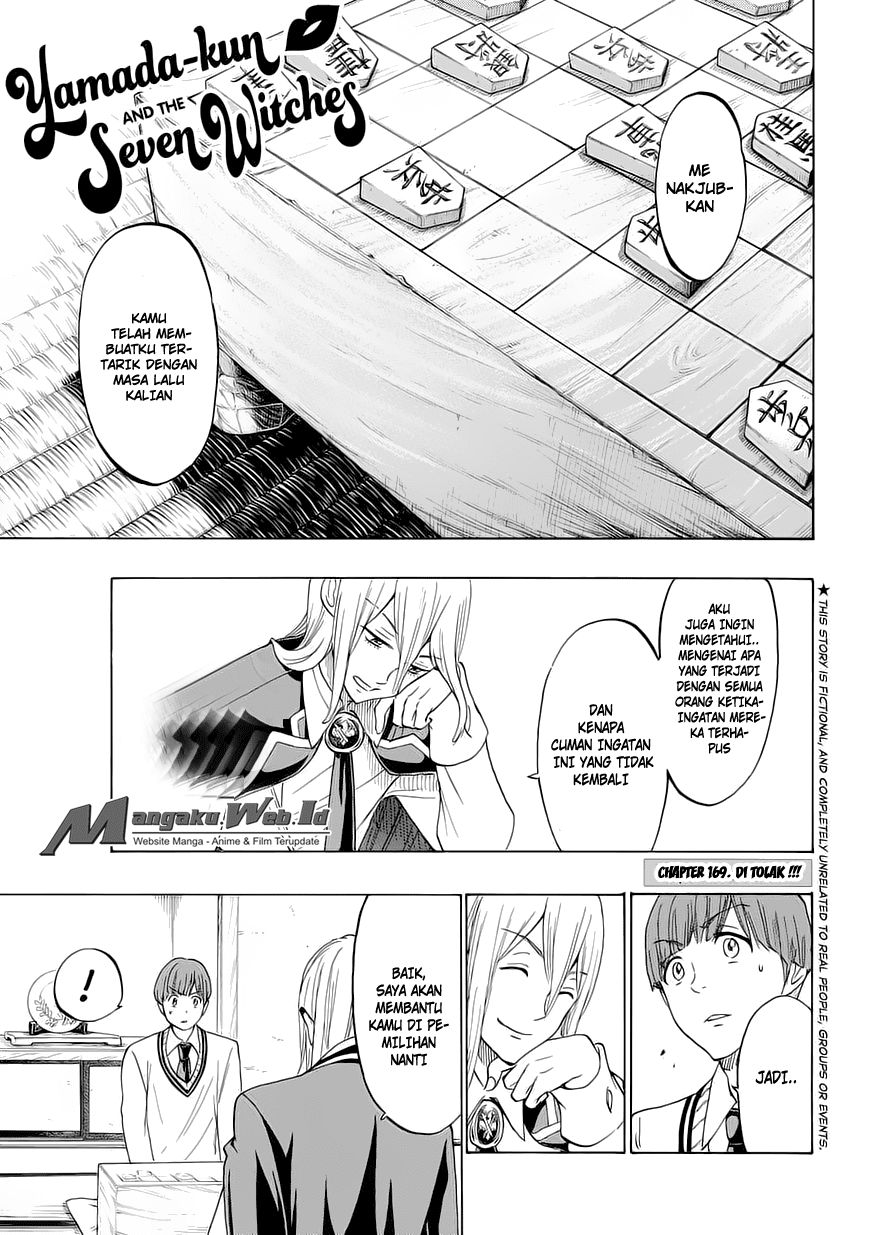 Yamada-kun
AND THE
Seven Witches
ME
NAKJUB-
KAN
KAMU
TELAH MEM-
BUATKU TER-
TARIK DENGAN
MASA LALU
KALIAN
AKU
JUGA INGIN
MENGETAHUI..
MENGENAI APA
YANG TERJADI
DENGAN SEMUA
ORANG KETIKA-
INGATAN MERE-
KA TERHA-
PUS
DAN
KENAPA
CUMAN INGATAN
INI YANG TIDAK
KEMBALI
Mangaku.Web.Id
Website Manga - Anime & Film Terupdate
★ THIS STORY IS FICTIONAL, AND COMPLETELY UNRELATED TO REAL PEOPLE, GROUPS OR EVENTS.
CHAPTER 169. DI TOLAK !!!
JADI..
BAIK,
SAYA AKAN
MEMBANTU
KAMU DI PE-
MILIHAN
NANTI
!